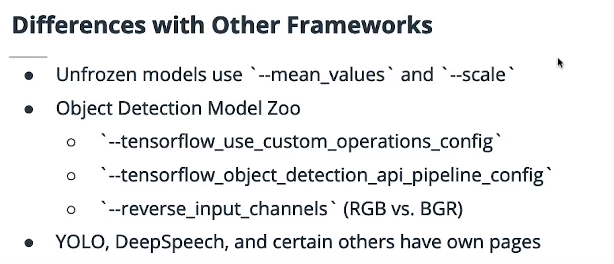 Differences with Other Frameworks
● Unfrozen models use `--mean_values` and `--scale`
● Object Detection Model Zoo
○ `--tensorflow_use_custom_operations_config`
○ `--tensorflow_object_detection_api_pipeline_config`
○ `--reverse_input_channels` (RGB vs. BGR)
● YOLO, DeepSpeech, and certain others have own pages